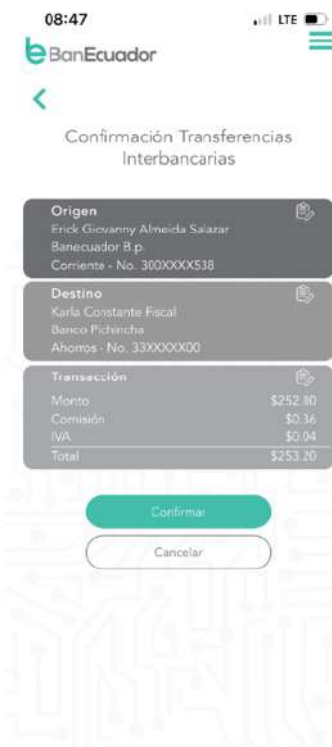 08:47
LTE
BanEcuador
Confirmación Transferencias
Interbancarias
Origen
Erick Giovanny Almeida Salazar
Banecuador B.p.
Corriente - No. 300XXXX538
Destino
Karla Constante Fiscal
Banco Pichincha
Ahorros - No. 33XXXXX00
Transacción
Monto $252.80
Comisión $0.36
IVA $0.04
Total $253.20
Confirmar
Cancelar